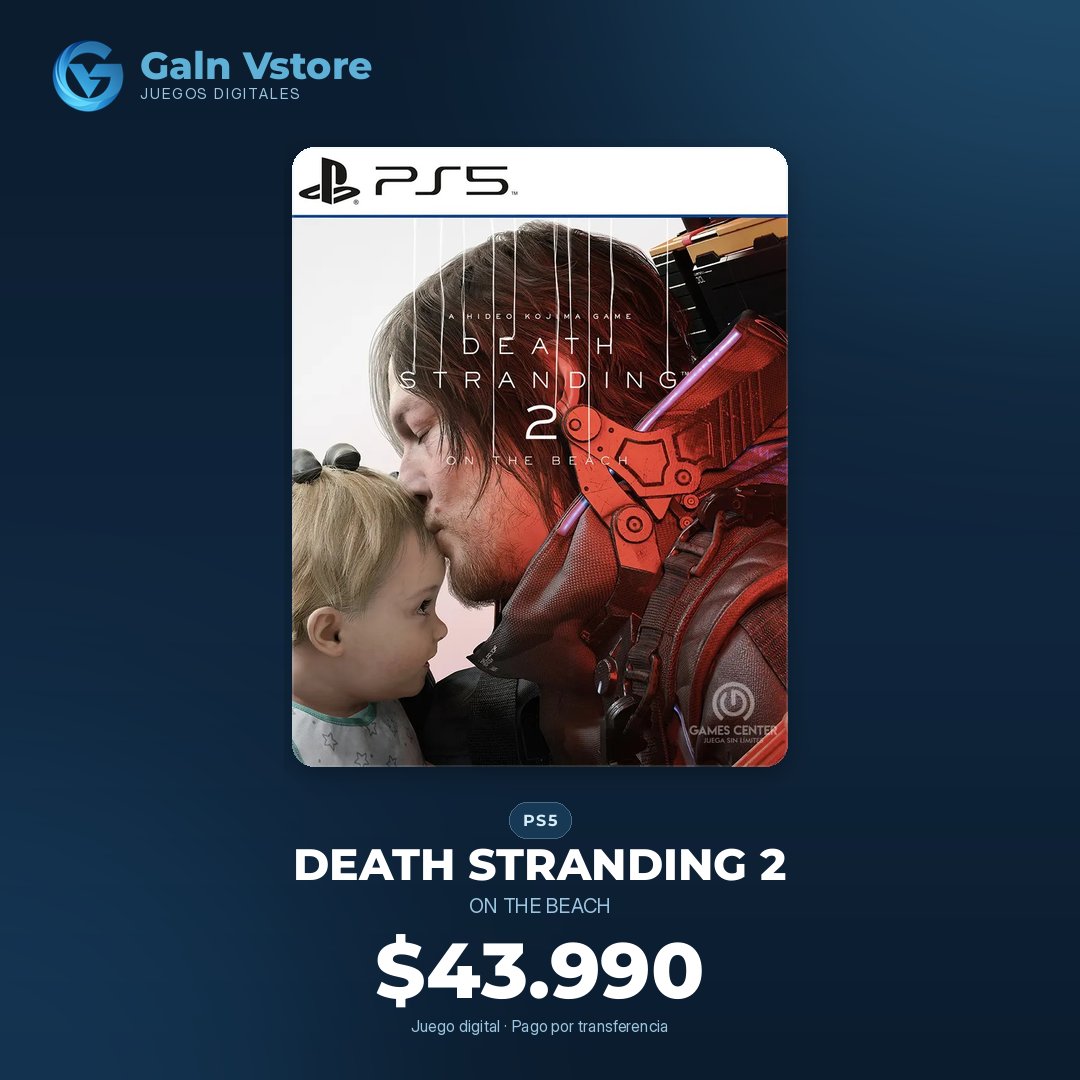 Galn Vstore
JUEGOS DIGITALES
PS5
A HIDEO KOJIMA GAME
DEATH
STRANDING™
2
ON THE BEACH
GAMES CENTER
JUEGA SIN LIMITES
PS5
DEATH STRANDING 2
ON THE BEACH
$43.990
Juego digital · Pago por transferencia